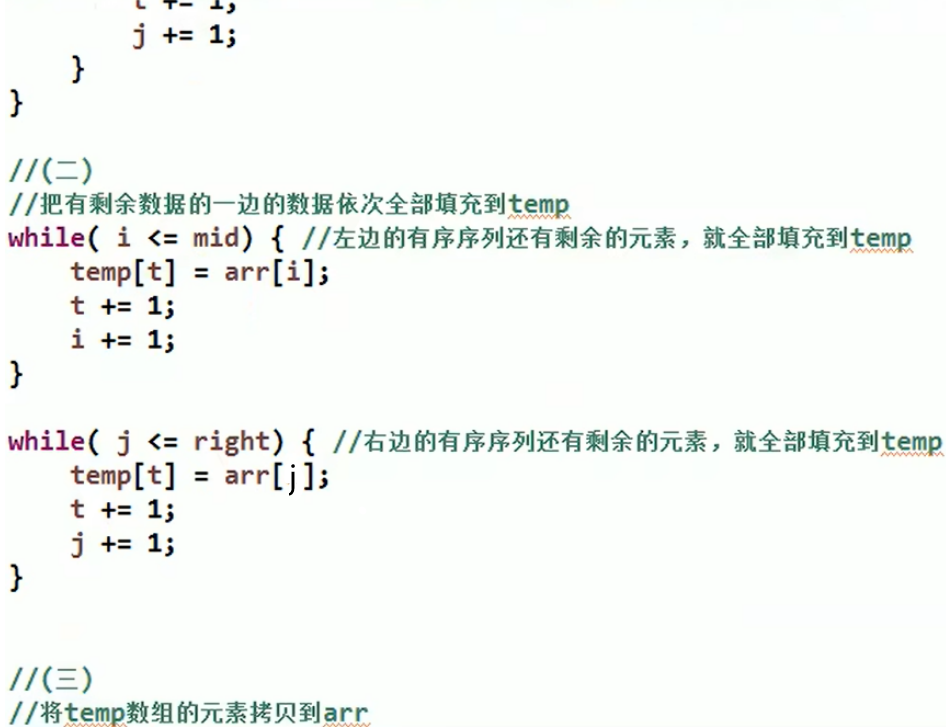 t += 1;
j += 1;
}
}
//(二)
//把有剩余数据的一边的数据依次全部填充到temp
while( i <= mid) { //左边的有序序列还有剩余的元素，就全部填充到temp
temp[t] = arr[i];
t += 1;
i += 1;
}
while( j <= right) { //右边的有序序列还有剩余的元素，就全部填充到temp
temp[t] = arr[j];
t += 1;
j += 1;
}
//(三)
//将temp数组的元素拷贝到arr